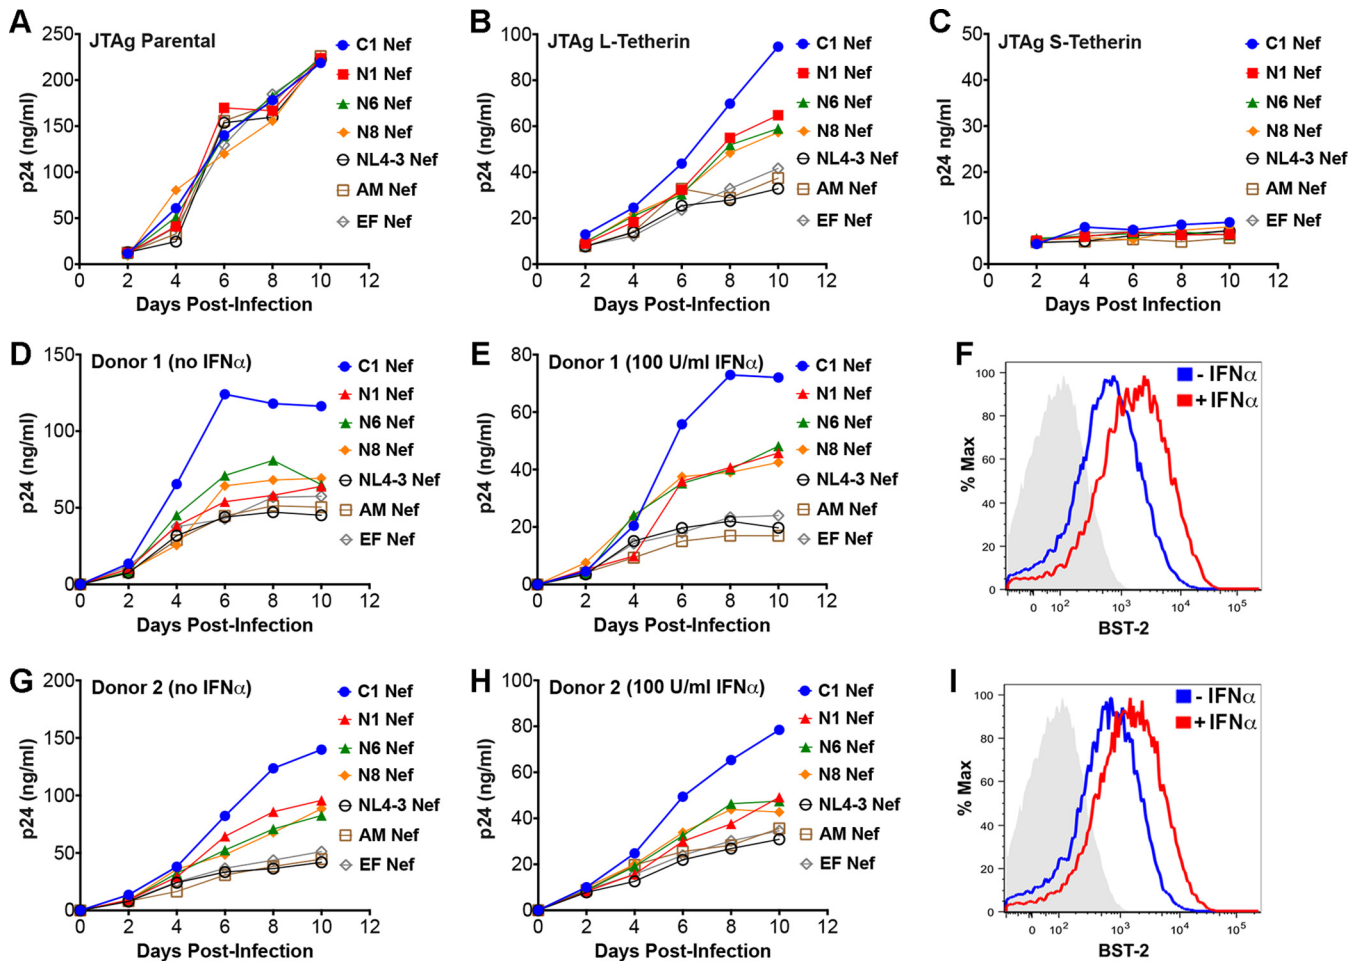 A
JTAg Parental
p24 (ng/ml)
250
200
150
100
50
0
0 2 4 6 8 10 12
Days Post-Infection
C1 Nef
N1 Nef
N6 Nef
N8 Nef
NL4-3 Nef
AM Nef
EF Nef
B
JTAg L-Tetherin
p24 (ng/ml)
100
80
60
40
20
0
0 2 4 6 8 10 12
Days Post-Infection
C1 Nef
N1 Nef
N6 Nef
N8 Nef
NL4-3 Nef
AM Nef
EF Nef
C
JTAg S-Tetherin
p24 ng/ml)
50
40
30
20
10
0
0 2 4 6 8 10 12
Days Post Infection
C1 Nef
N1 Nef
N6 Nef
N8 Nef
NL4-3 Nef
AM Nef
EF Nef
D
Donor 1 (no IFNα)
p24 (ng/ml)
150
100
50
0
0 2 4 6 8 10 12
Days Post-Infection
C1 Nef
N1 Nef
N6 Nef
N8 Nef
NL4-3 Nef
AM Nef
EF Nef
E
Donor 1 (100 U/ml IFNα)
p24 (ng/ml)
80
60
40
20
0
0 2 4 6 8 10 12
Days Post-Infection
C1 Nef
N1 Nef
N6 Nef
N8 Nef
NL4-3 Nef
AM Nef
EF Nef
F
- IFNα
+ IFNα
% Max
100
80
60
40
20
0
0 10² 10³ 10⁴ 10⁵
BST-2
G
Donor 2 (no IFNα)
p24 (ng/ml)
200
150
100
50
0
0 2 4 6 8 10 12
Days Post-Infection
C1 Nef
N1 Nef
N6 Nef
N8 Nef
NL4-3 Nef
AM Nef
EF Nef
H
Donor 2 (100 U/ml IFNα)
p24 (ng/ml)
100
80
60
40
20
0
0 2 4 6 8 10 12
Days Post-Infection
C1 Nef
N1 Nef
N6 Nef
N8 Nef
NL4-3 Nef
AM Nef
EF Nef
I
- IFNα
+ IFNα
% Max
100
80
60
40
20
0
0 10² 10³ 10⁴ 10⁵
BST-2